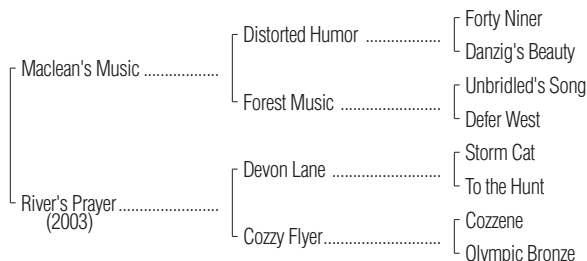 Forty Niner
Distorted Humor ..................
Danzig's Beauty
Maclean's Music ..................
Unbridled's Song
Forest Music ......................
Defer West
Storm Cat
Devon Lane .........................
To the Hunt
River's Prayer ........................
(2003)
Cozzene
Cozzy Flyer..........................
Olympic Bronze